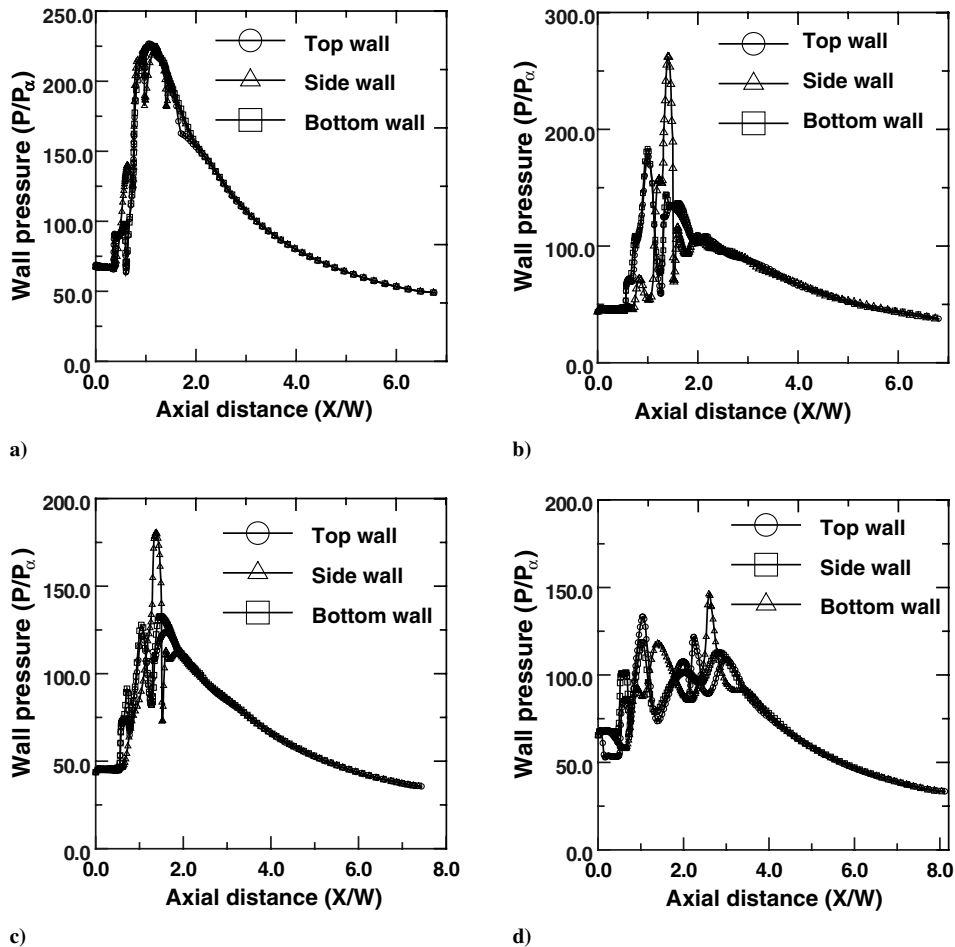 250.0
200.0
150.0
100.0
50.0
0.0
Wall pressure (P/Pα)
Top wall
Side wall
Bottom wall
0.0 2.0 4.0 6.0
Axial distance (X/W)
a)
300.0
200.0
100.0
0.0
Wall pressure (P/Pα)
Top wall
Side wall
Bottom wall
0.0 2.0 4.0 6.0
Axial distance (X/W)
b)
200.0
150.0
100.0
50.0
0.0
Wall pressure (P/Pα)
Top wall
Side wall
Bottom wall
0.0 2.0 4.0 6.0 8.0
Axial distance (X/W)
c)
200.0
150.0
100.0
50.0
0.0
Wall pressure (P/Pα)
Top wall
Side wall
Bottom wall
0.0 2.0 4.0 6.0 8.0
Axial distance (X/W)
d)